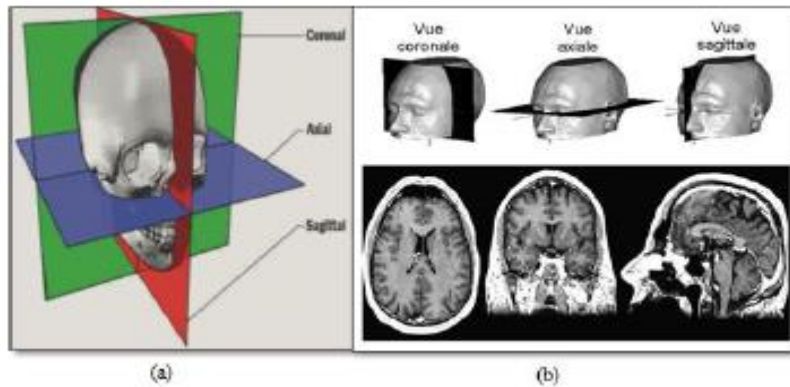 Coronal
Axial
Sagittal
Vue
coronale
Vue
axiale
Vue
sagittale
(a)
(b)